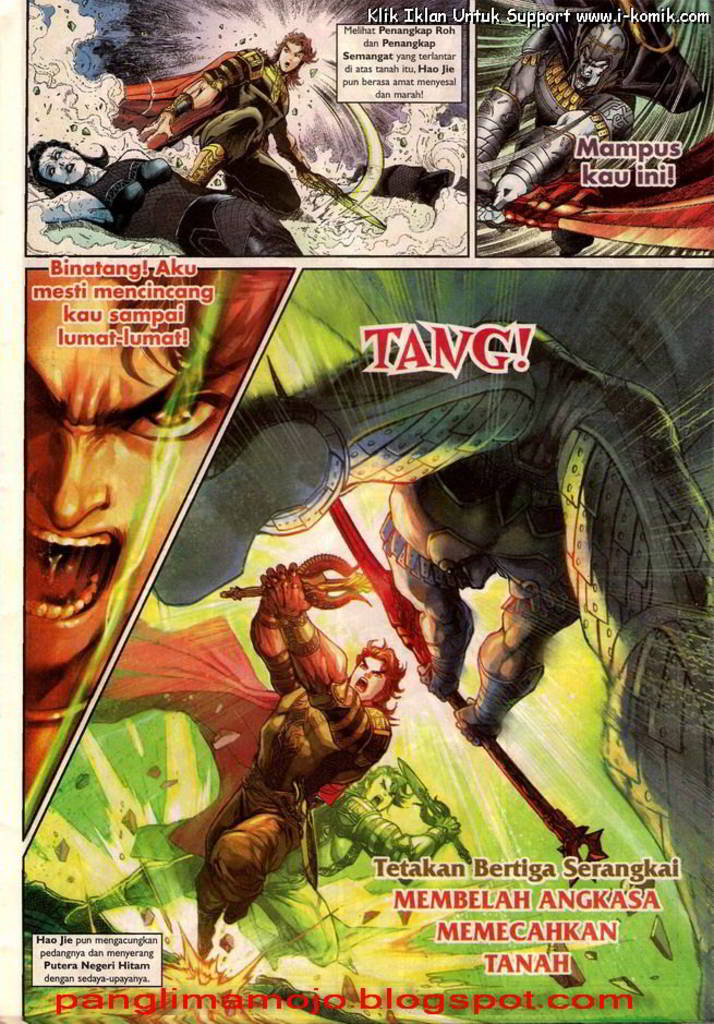 Klik Iklan Untuk Support www.i-komik.com
Melihat Penangkap Roh
dan Penangkap
Semangat yang terlantar
di atas tanah itu, Hao Jie
pun berasa amat menyesal
dan marah!
Mampus
kau ini!
Binatang! Aku
mesti mencincang
kau sampai
lumat-lumat!
TANG!
Tetakan Bertiga Serangkai
MEMBELAH ANGKASA
MEMECAHKAN
TANAH
Hao Jie pun mengacungkan
pedangnya dan menyerang
Putera Negeri Hitam
dengan sedaya-upayanya.
panglimamojo.blogspot.com